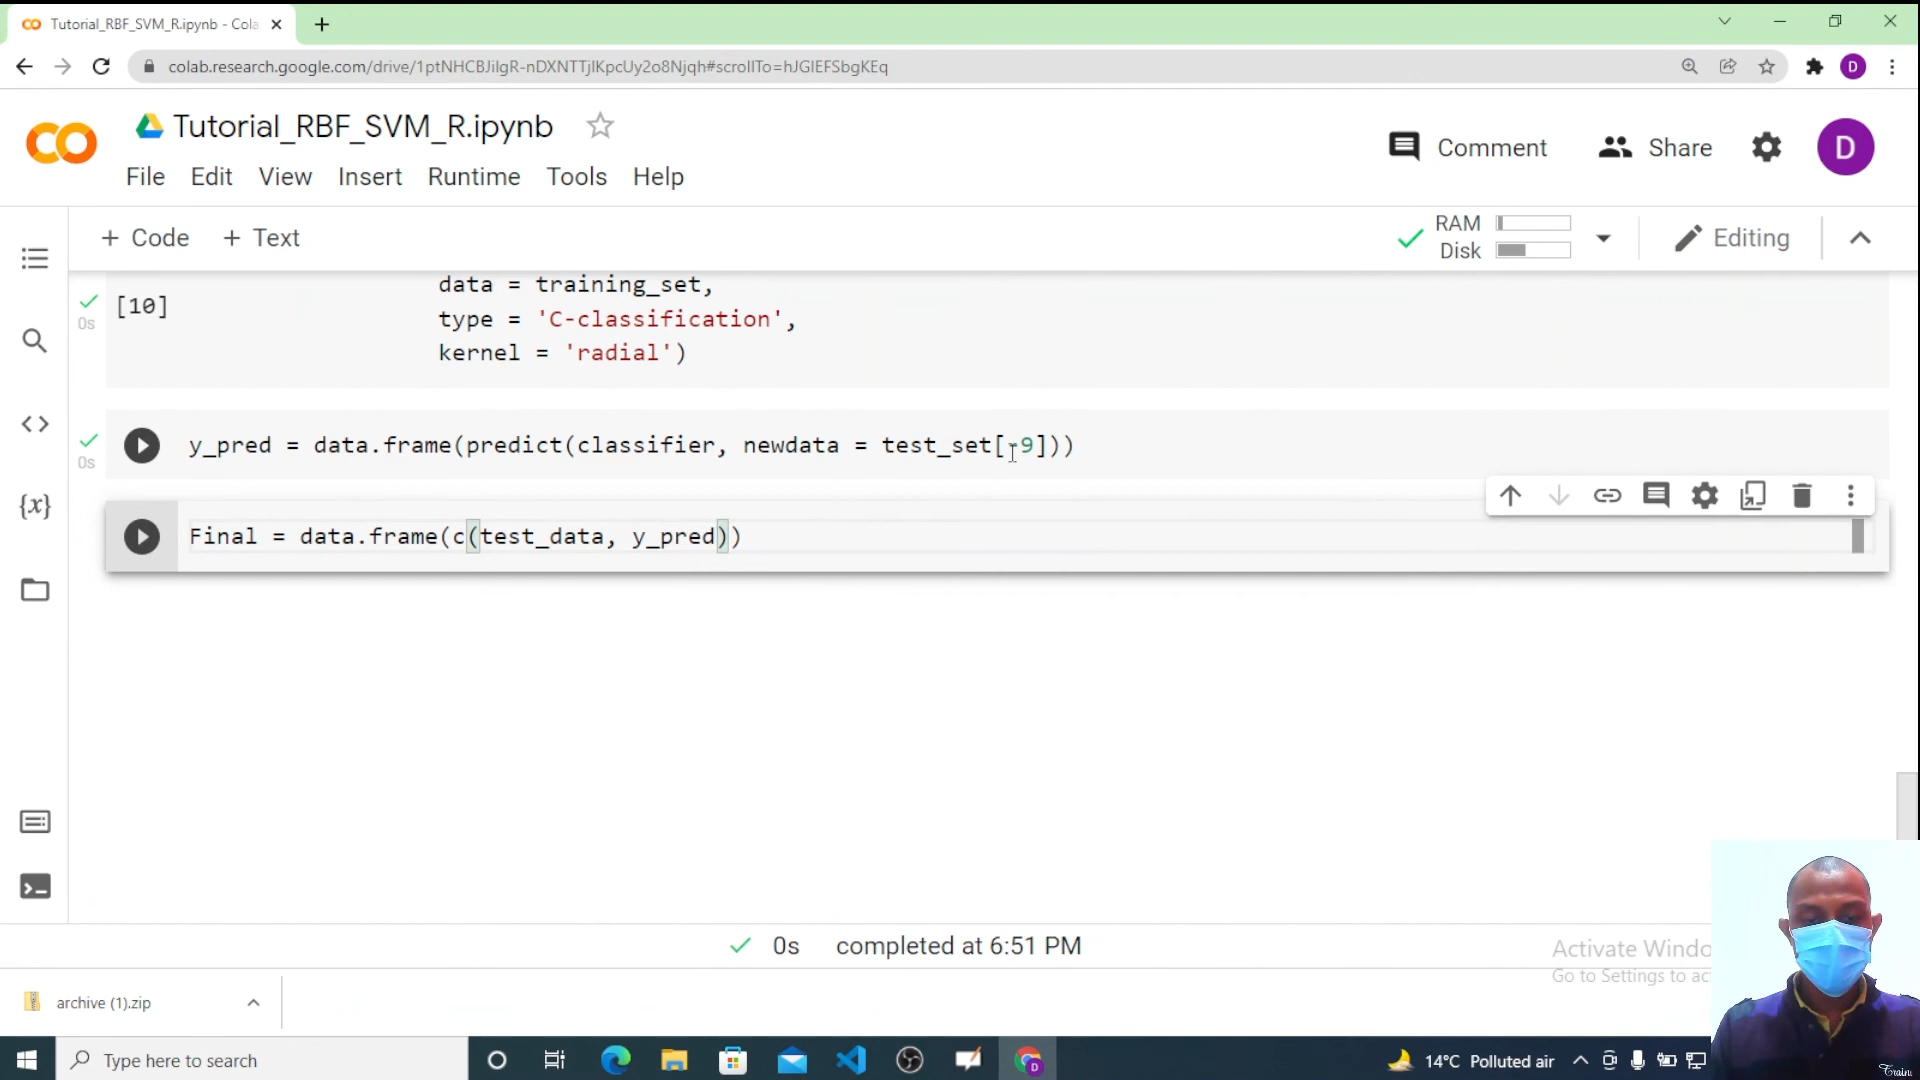 Tutorial_RBF_SVM_R.ipynb - Cola
colab.research.google.com/drive/1ptNHCBJiIgR-nDXNTTjlKpcUy2o8Njqh#scrollTo=hJGIEFSbgKEq
D
Tutorial_RBF_SVM_R.ipynb
Comment
Share
D
File Edit View Insert Runtime Tools Help
+ Code + Text
RAM
Disk
Editing
data = training_set,
[10]
0s
type = 'C-classification',
kernel = 'radial')
y_pred = data.frame(predict(classifier, newdata = test_set[-9]))
0s
Final = data.frame(c(test_data, y_pred))
{x}
0s completed at 6:51 PM
Activate Windo
Go to Settings to ac
archive (1).zip
Type here to search
14°C Polluted air